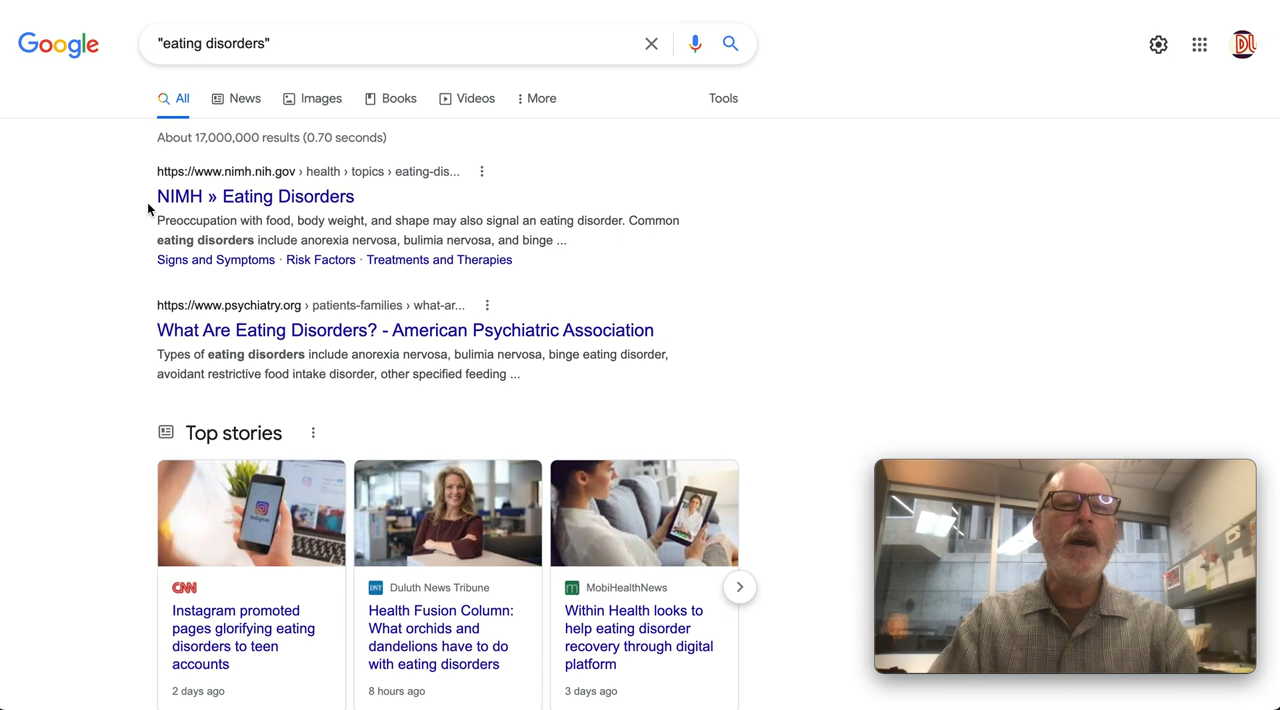 Google
"eating disorders"
All
News
Images
Books
Videos
More
Tools
About 17,000,000 results (0.70 seconds)
https://www.nimh.nih.gov › health › topics › eating-dis...
NIMH » Eating Disorders
Preoccupation with food, body weight, and shape may also signal an eating disorder. Common
eating disorders include anorexia nervosa, bulimia nervosa, and binge ...
Signs and Symptoms · Risk Factors · Treatments and Therapies
https://www.psychiatry.org › patients-families › what-ar...
What Are Eating Disorders? - American Psychiatric Association
Types of eating disorders include anorexia nervosa, bulimia nervosa, binge eating disorder,
avoidant restrictive food intake disorder, other specified feeding ...
Top stories
CNN
Instagram promoted
pages glorifying eating
disorders to teen
accounts
2 days ago
DNT Duluth News Tribune
Health Fusion Column:
What orchids and
dandelions have to do
with eating disorders
8 hours ago
m MobiHealthNews
Within Health looks to
help eating disorder
recovery through digital
platform
3 days ago
DU